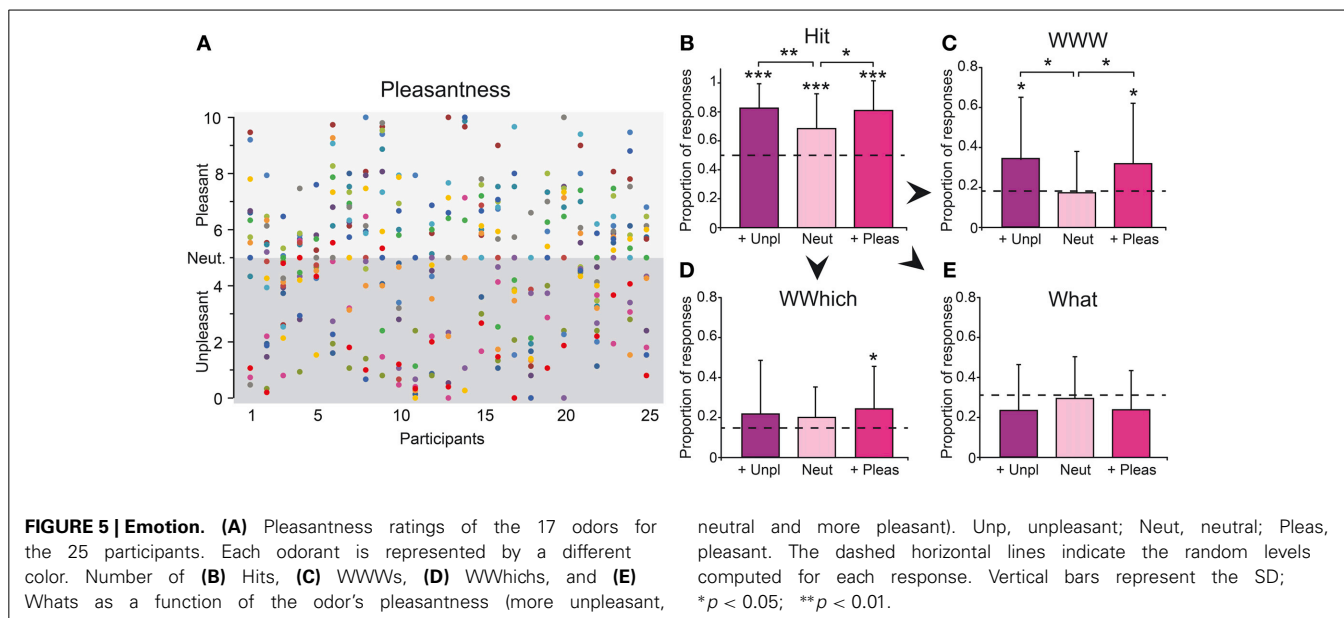 A
Pleasantness
10
8
6
Neut.
4
2
0
Pleasant
Unpleasant
1 5 10 15 20 25
Participants
B
Hit
** *
*** *** ***
Proportion of responses
1
0.8
0.6
0.4
0.2
0
+ Unpl Neut + Pleas
C
WWW
* *
* *
Proportion of responses
0.8
0.6
0.4
0.2
0
+ Unpl Neut + Pleas
D
WWhich
*
Proportion of responses
0.8
0.6
0.4
0.2
0
+ Unpl Neut + Pleas
E
What
Proportion of responses
0.8
0.6
0.4
0.2
0
+ Unpl Neut + Pleas
FIGURE 5 | Emotion. (A) Pleasantness ratings of the 17 odors for
the 25 participants. Each odorant is represented by a different
color. Number of (B) Hits, (C) WWWs, (D) WWhichs, and (E)
Whats as a function of the odor's pleasantness (more unpleasant,
neutral and more pleasant). Unp, unpleasant; Neut, neutral; Pleas,
pleasant. The dashed horizontal lines indicate the random levels
computed for each response. Vertical bars represent the SD;
*p < 0.05; **p < 0.01.